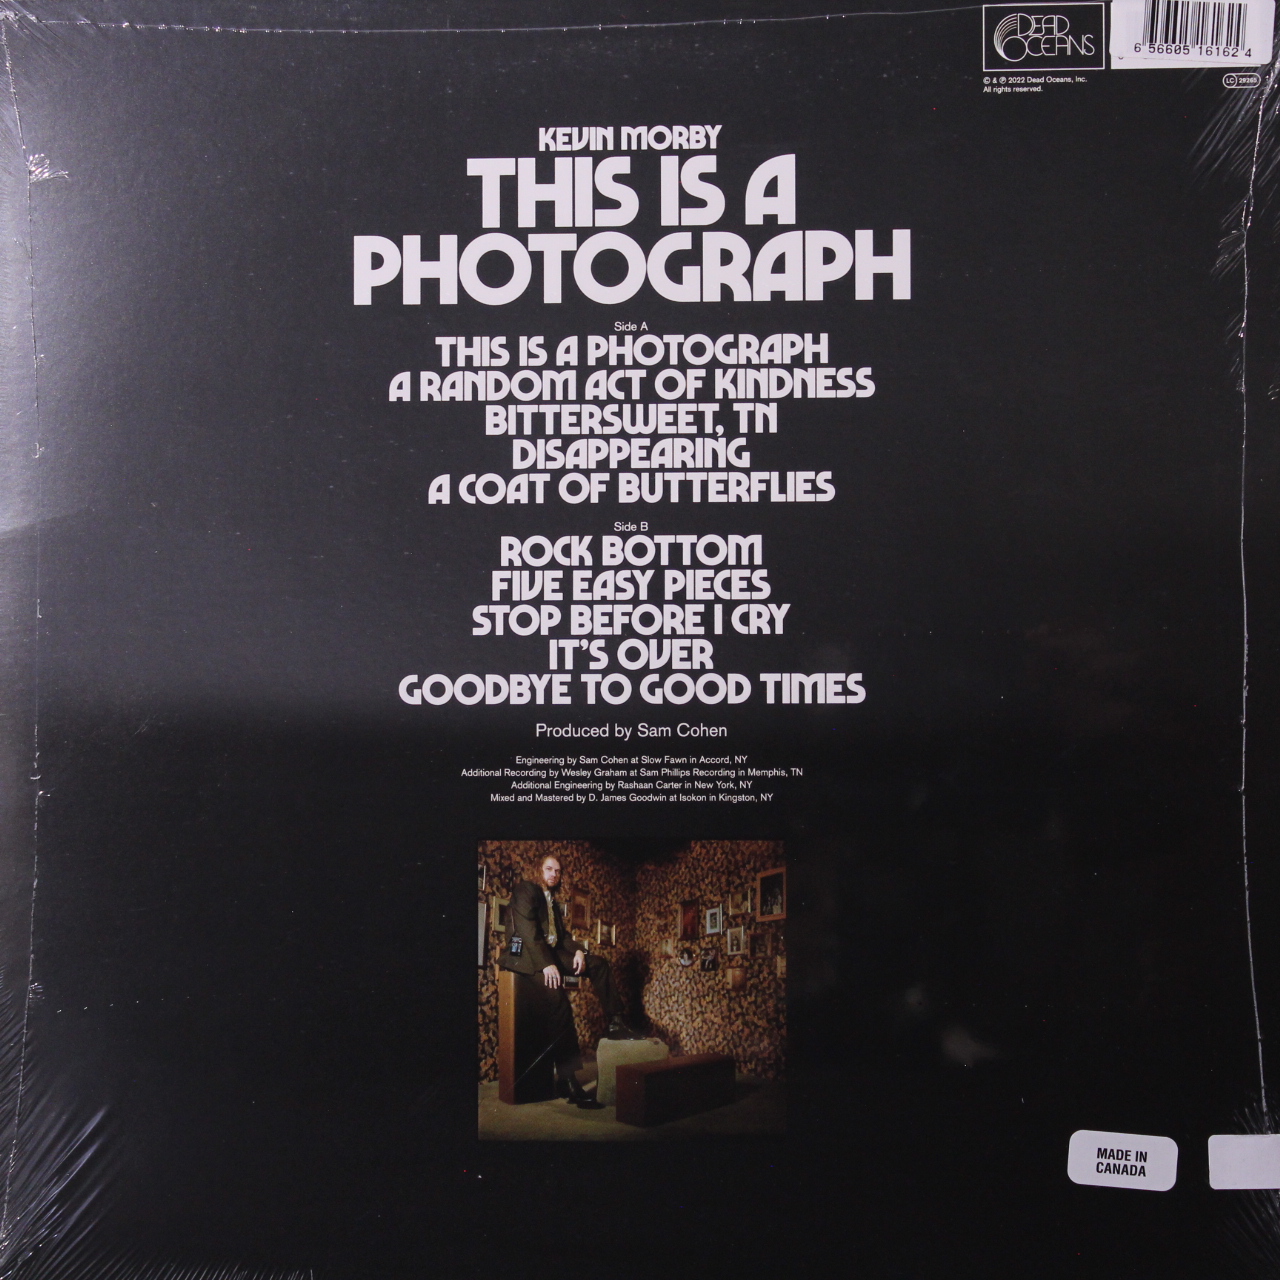 DEAD
OCEANS
6 56605 16162 4
© & ℗ 2022 Dead Oceans, Inc.
All rights reserved.
LC 29265
KEVIN MORBY
THIS IS A
PHOTOGRAPH
Side A
THIS IS A PHOTOGRAPH
A RANDOM ACT OF KINDNESS
BITTERSWEET, TN
DISAPPEARING
A COAT OF BUTTERFLIES
Side B
ROCK BOTTOM
FIVE EASY PIECES
STOP BEFORE I CRY
IT'S OVER
GOODBYE TO GOOD TIMES
Produced by Sam Cohen
Engineering by Sam Cohen at Slow Fawn in Accord, NY
Additional Recording by Wesley Graham at Sam Phillips Recording in Memphis, TN
Additional Engineering by Rashaan Carter in New York, NY
Mixed and Mastered by D. James Goodwin at Isokon in Kingston, NY
MADE IN
CANADA